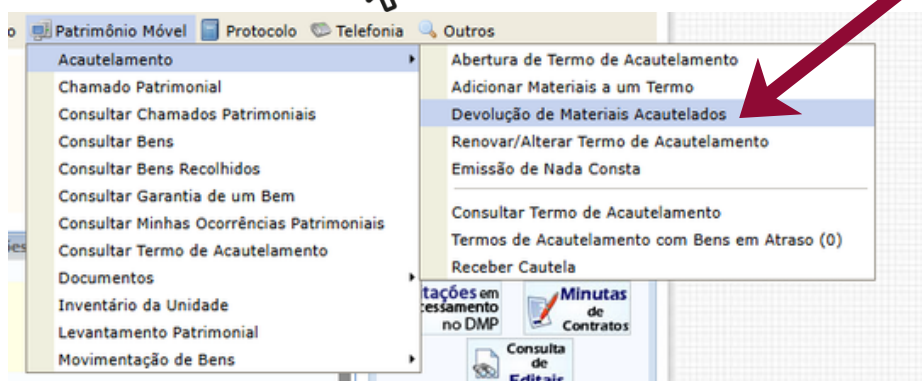 o Patrimônio Móvel Protocolo Telefonia Outros
Acautelamento
Chamado Patrimonial
Consultar Chamados Patrimoniais
Consultar Bens
Consultar Bens Recolhidos
Consultar Garantia de um Bem
Consultar Minhas Ocorrências Patrimoniais
Consultar Termo de Acautelamento
Documentos
Inventário da Unidade
Levantamento Patrimonial
Movimentação de Bens
Abertura de Termo de Acautelamento
Adicionar Materiais a um Termo
Devolução de Materiais Acautelados
Renovar/Alterar Termo de Acautelamento
Emissão de Nada Consta
Consultar Termo de Acautelamento
Termos de Acautelamento com Bens em Atraso (0)
Receber Cautela
tações em
cessamento
no DMP
Minutas
de
Contratos
Consulta
de
Editais